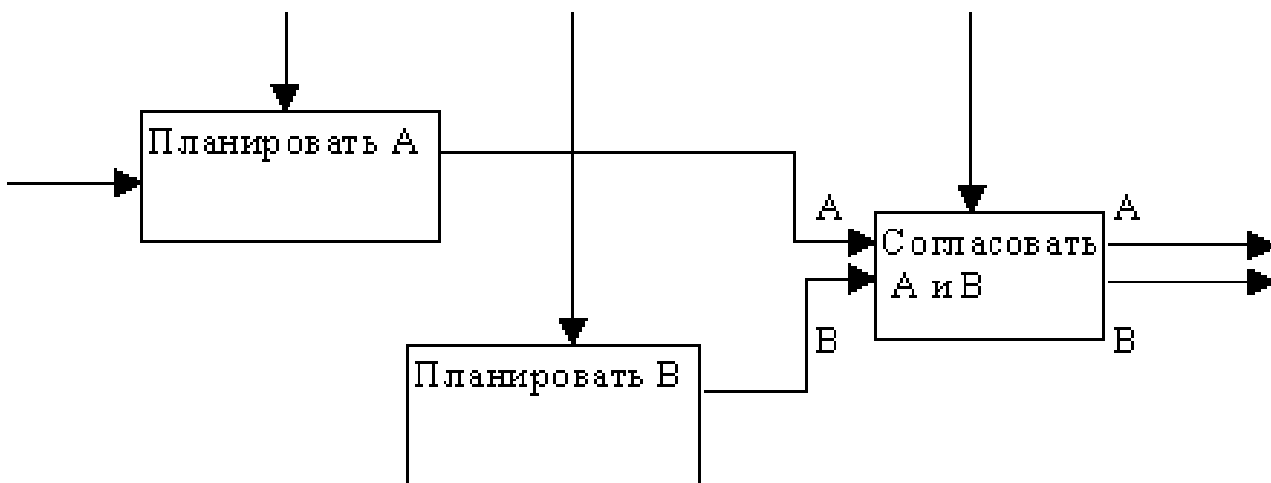 Планировать А
А
А
Согласовать
А и В
В
В
Планировать В